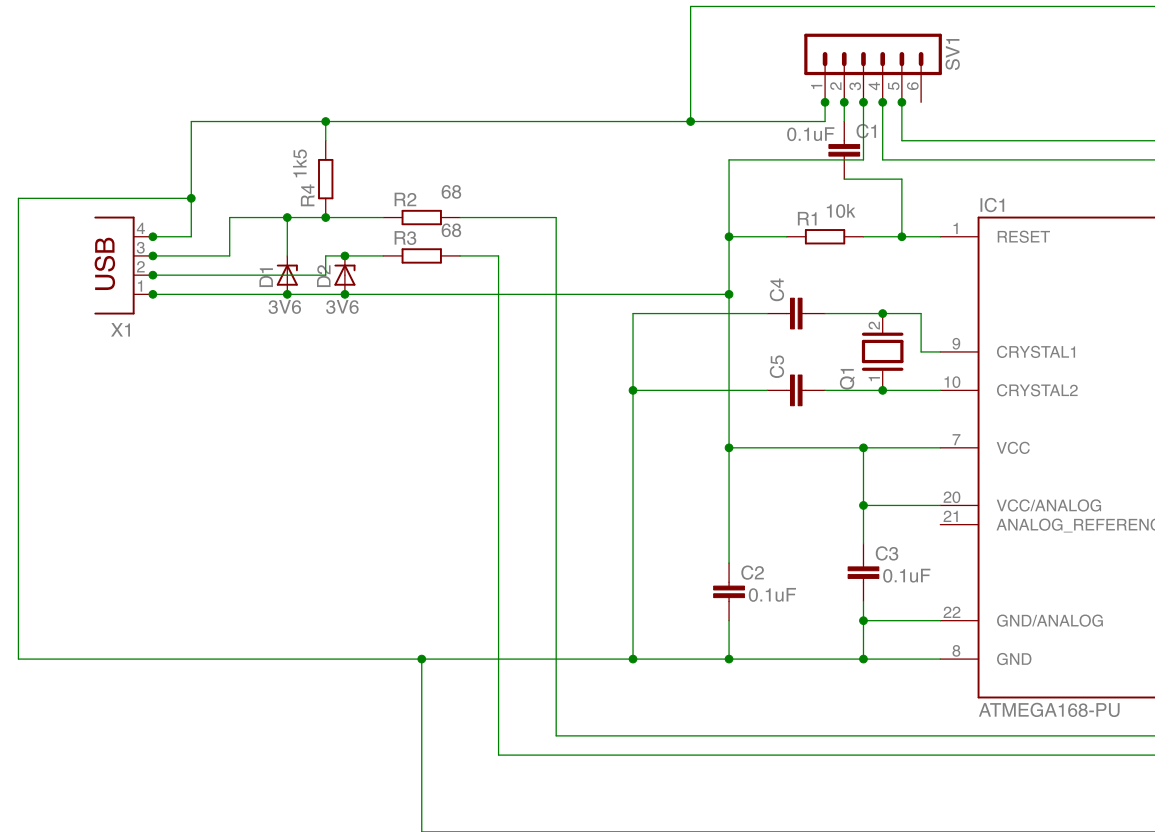 SV1
1
2
3
4
5
6
0.1uF
C1
1k5
R4
R2
68
R3
68
R1
10k
IC1
1
RESET
USB
4
3
2
1
X1
D1
3V6
D2
3V6
C4
2
Q1
1
C5
9
CRYSTAL1
10
CRYSTAL2
7
VCC
20
VCC/ANALOG
21
ANALOG_REFERENC
C2
0.1uF
C3
0.1uF
22
GND/ANALOG
8
GND
ATMEGA168-PU